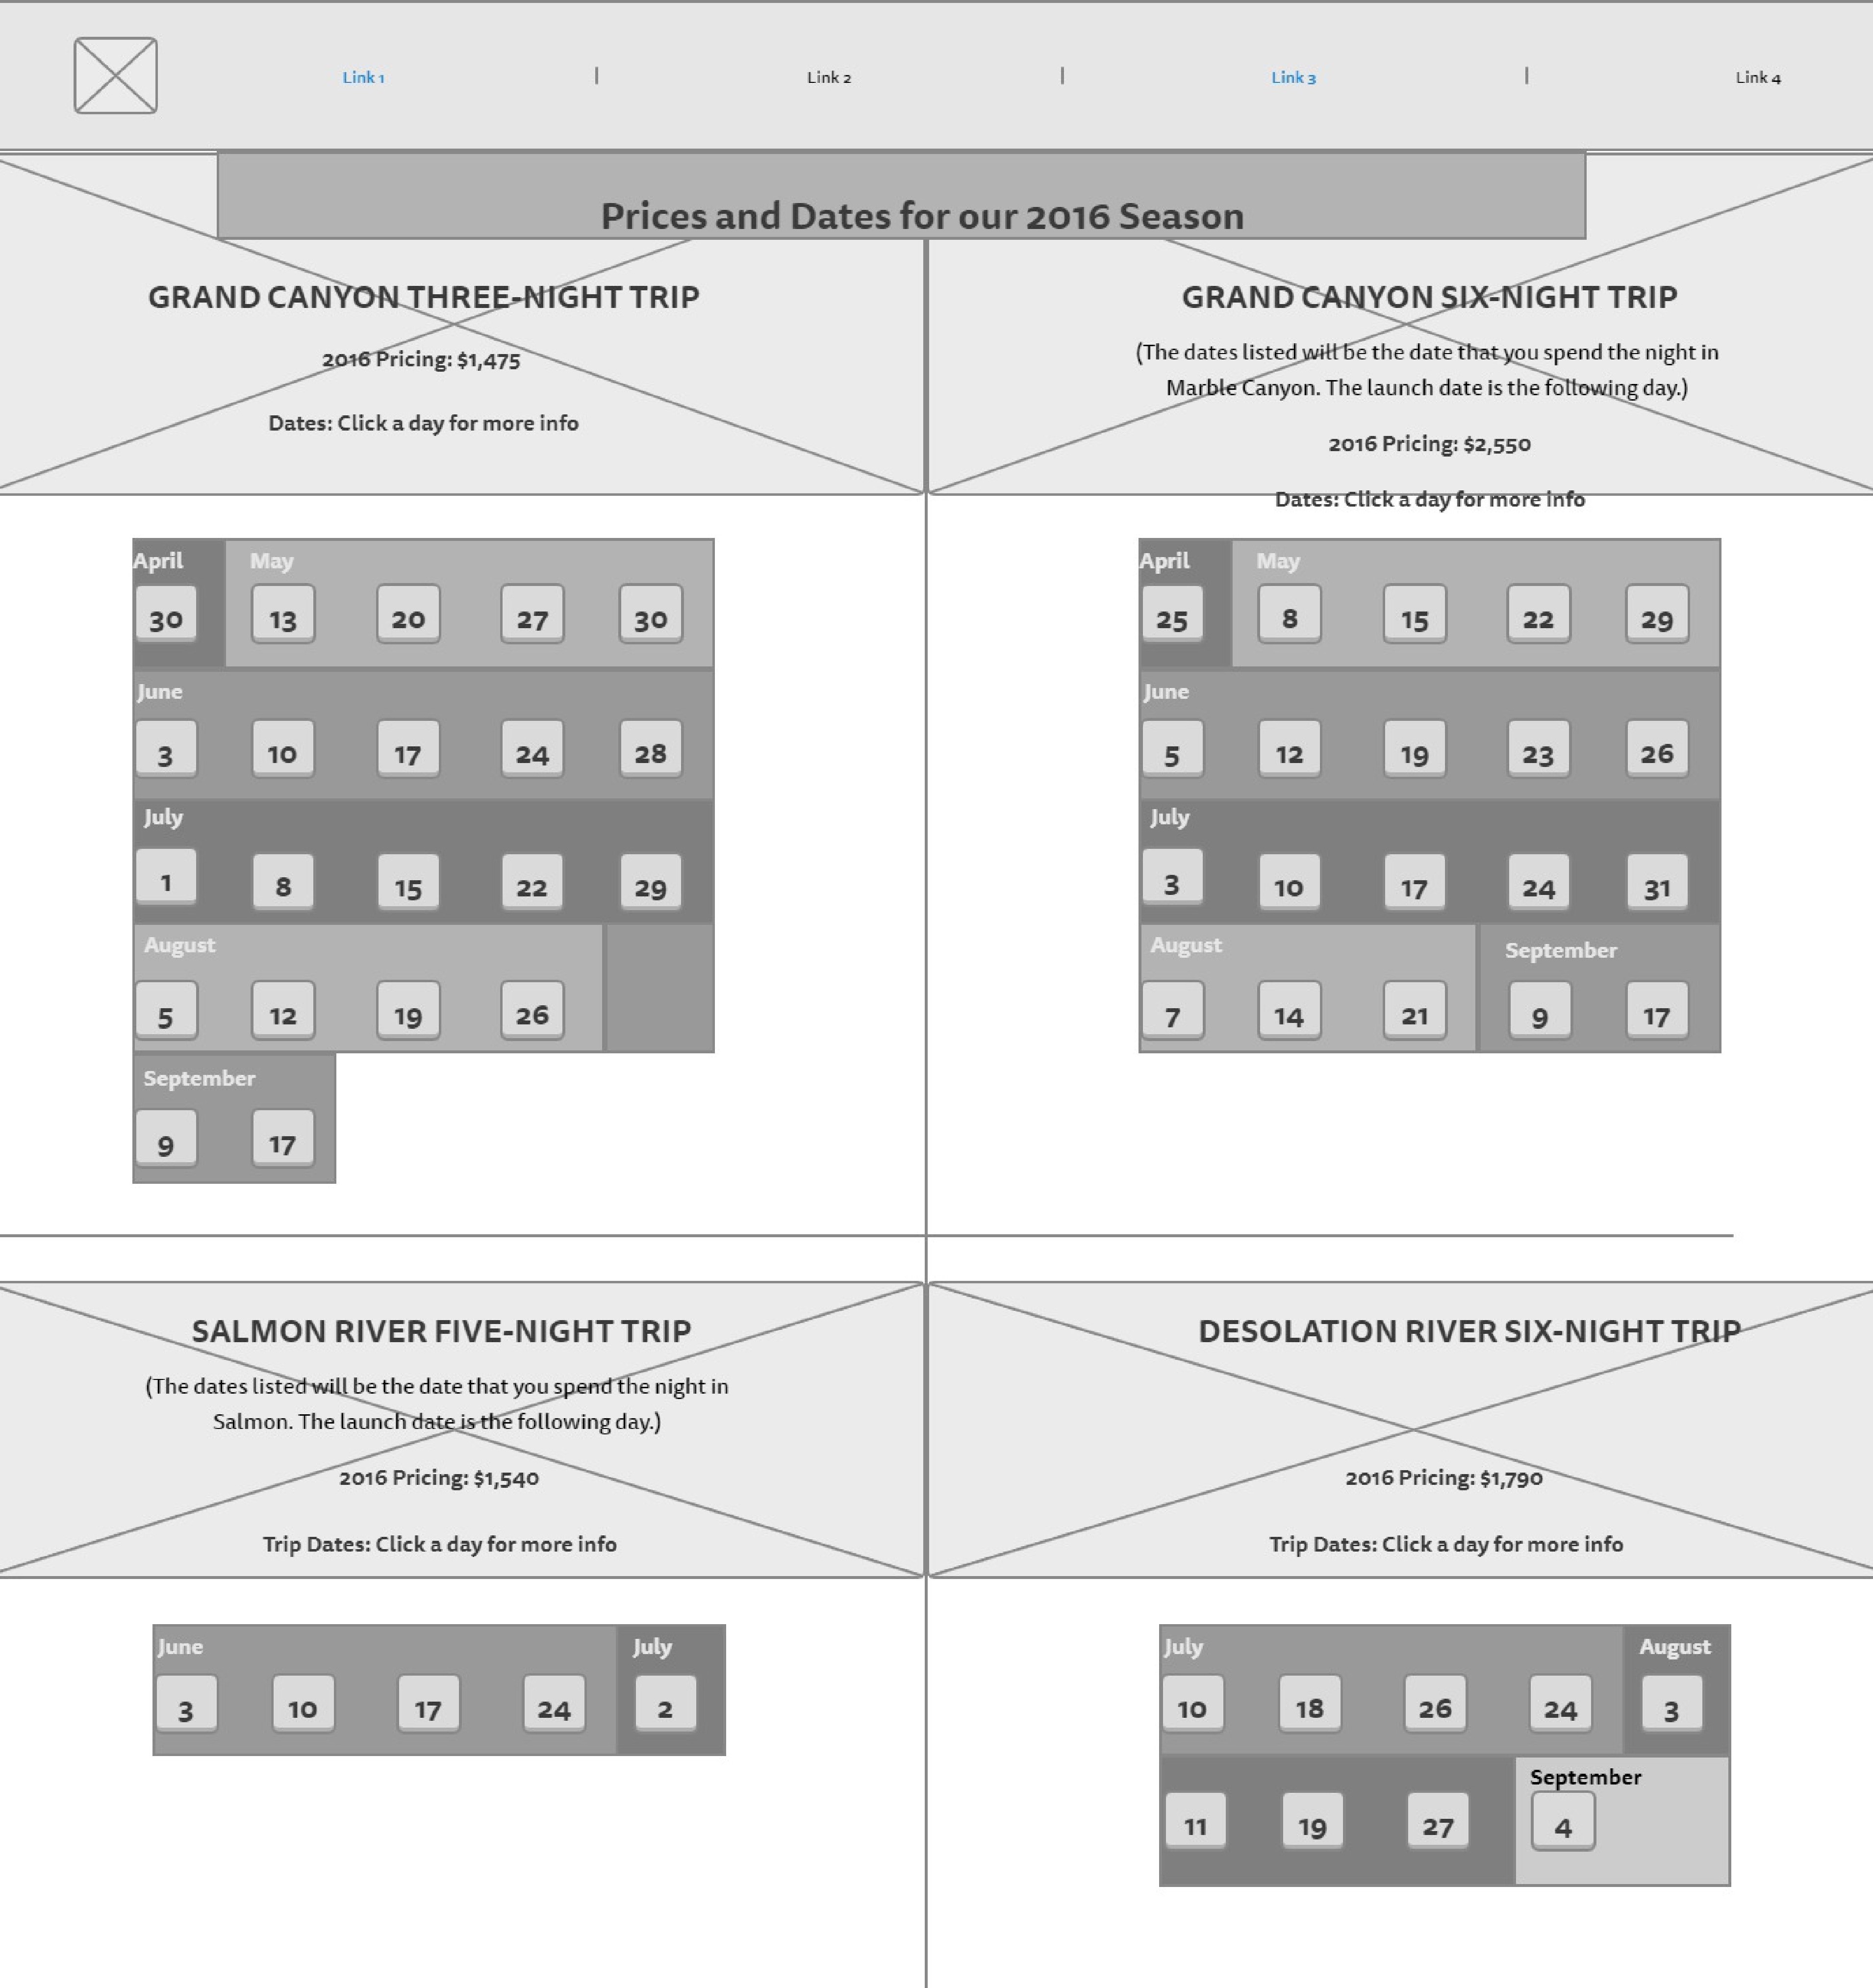 Link 1 | Link 2 | Link 3 | Link 4
Prices and Dates for our 2016 Season
GRAND CANYON THREE-NIGHT TRIP
2016 Pricing: $1,475
Dates: Click a day for more info
April May
30 13 20 27 30
June
3 10 17 24 28
July
1 8 15 22 29
August
5 12 19 26
September
9 17
GRAND CANYON SIX-NIGHT TRIP
(The dates listed will be the date that you spend the night in
Marble Canyon. The launch date is the following day.)
2016 Pricing: $2,550
Dates: Click a day for more info
April May
25 8 15 22 29
June
5 12 19 23 26
July
3 10 17 24 31
August September
7 14 21 9 17
SALMON RIVER FIVE-NIGHT TRIP
(The dates listed will be the date that you spend the night in
Salmon. The launch date is the following day.)
2016 Pricing: $1,540
Trip Dates: Click a day for more info
June July
3 10 17 24 2
DESOLATION RIVER SIX-NIGHT TRIP
2016 Pricing: $1,790
Trip Dates: Click a day for more info
July August
10 18 26 24 3
September
11 19 27 4